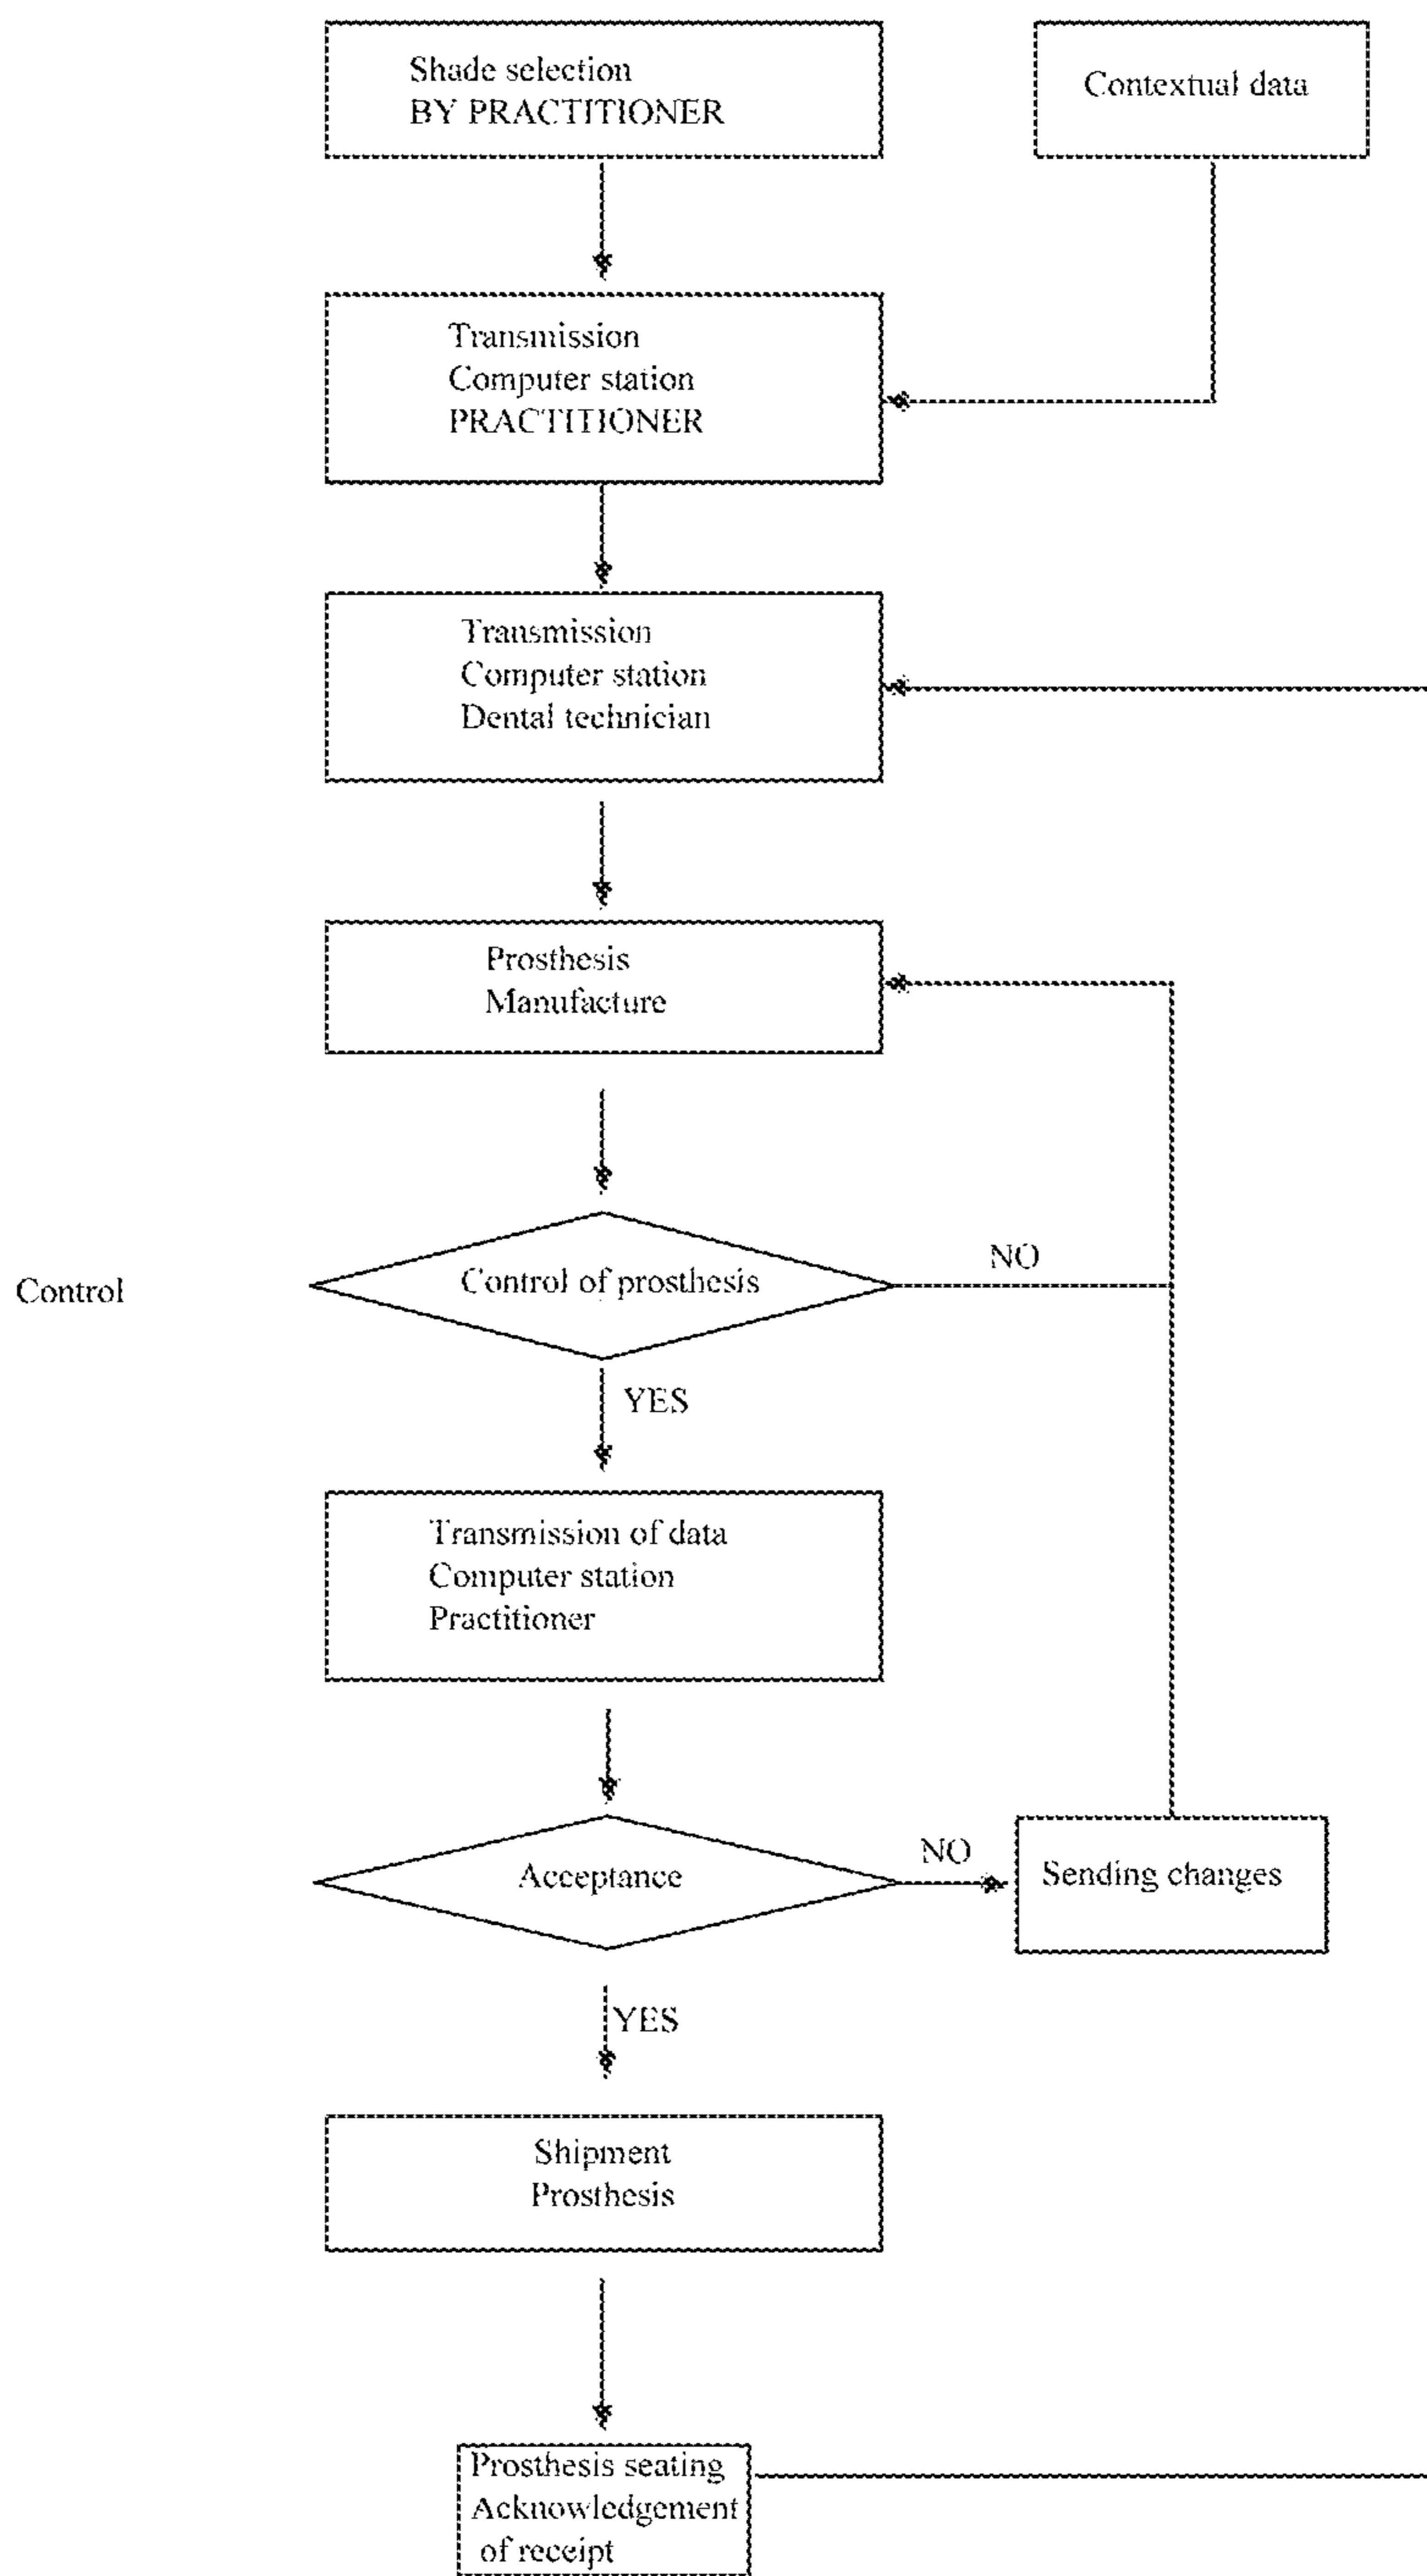 Shade selection
BY PRACTITIONER
Contextual data
Transmission
Computer station
PRACTITIONER
Transmission
Computer station
Dental technician
Prosthesis
Manufacture
Control
Control of prosthesis
NO
YES
Transmission of data
Computer station
Practitioner
Acceptance
NO
Sending changes
YES
Shipment
Prosthesis
Prosthesis seating
Acknowledgement
of receipt